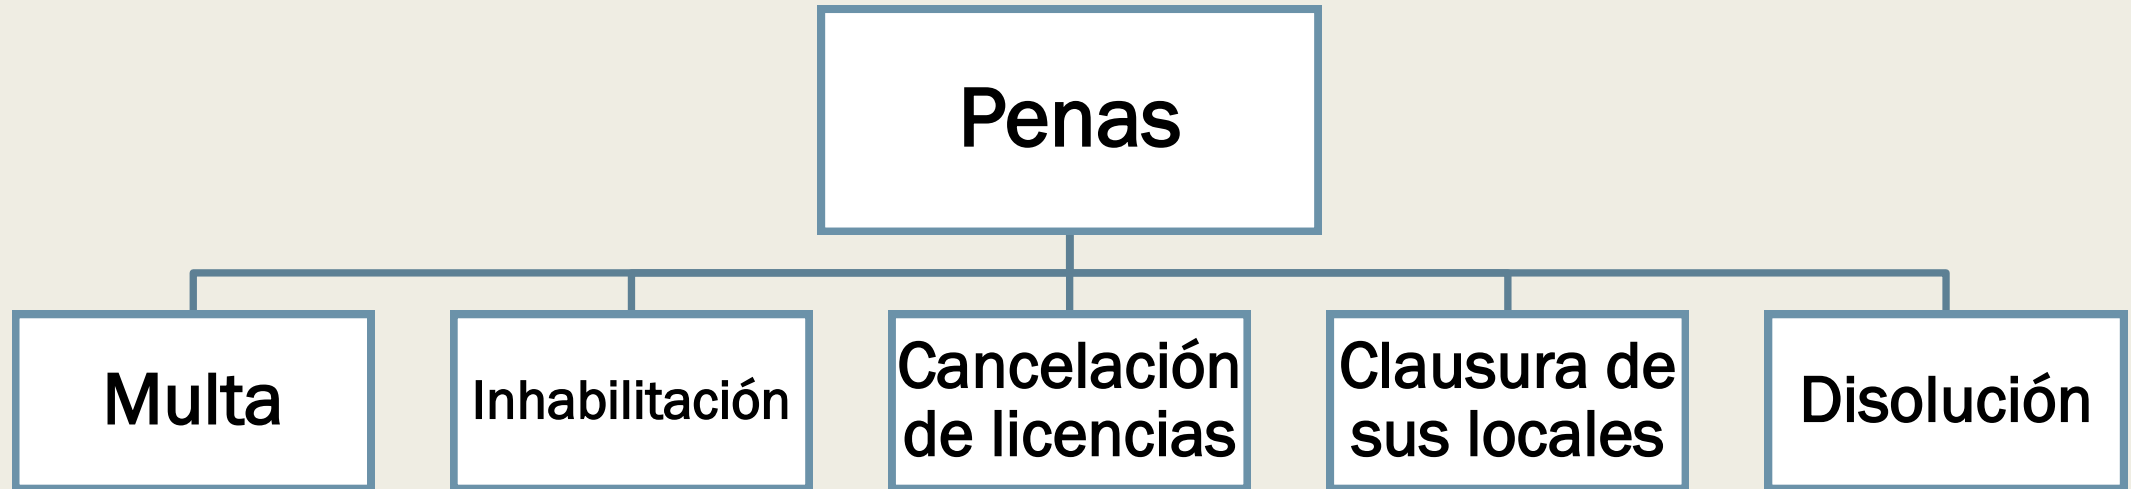 Penas
Multa
Inhabilitación
Cancelación
de licencias
Clausura de
sus locales
Disolución